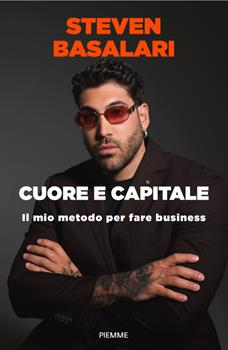 STEVEN
BASALARI
CUORE E CAPITALE
Il mio metodo per fare business
PIEMME